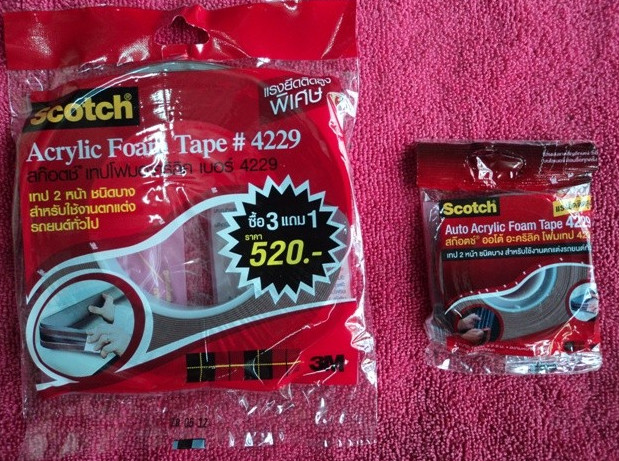 แรงยึดติดสูง
พิเศษ
Scotch
Acrylic Foam Tape # 4229
สก๊อตช์ เทปโฟมอะคริลิค เบอร์ 4229
เทป 2 หน้า ชนิดบาง
สำหรับใช้งานตกแต่ง
รถยนต์ทั่วไป
ซื้อ 3 แถม 1
ราคา
520.-
3M
Scotch
Auto Acrylic Foam Tape 4229
สก๊อตช์ ออโต้ อะคริลิค โฟมเทป 42
เทป 2 หน้า ชนิดบาง สำหรับใช้งานตกแต่งรถยนต์